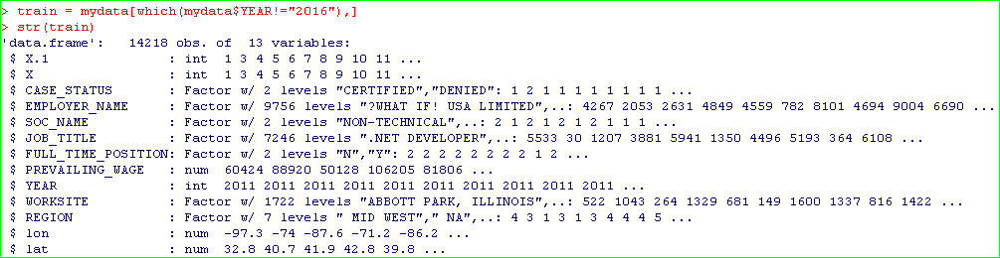 > train = mydata[which(mydata$YEAR!="2016"),]
> str(train)
'data.frame':   14218 obs. of  13 variables:
 $ X.1               : int  1 3 4 5 6 7 8 9 10 11 ...
 $ X                 : int  1 3 4 5 6 7 8 9 10 11 ...
 $ CASE_STATUS       : Factor w/ 2 levels "CERTIFIED","DENIED": 1 2 1 1 1 1 1 1 1 1 ...
 $ EMPLOYER_NAME     : Factor w/ 9756 levels "?WHAT IF! USA LIMITED",..: 4267 2053 2631 4849 4559 782 8101 4694 9004 6690 ...
 $ SOC_NAME          : Factor w/ 2 levels "NON-TECHNICAL",..: 2 1 2 1 2 1 2 1 1 1 ...
 $ JOB_TITLE         : Factor w/ 7246 levels ".NET DEVELOPER",..: 5533 30 1207 3881 5941 1350 4496 5193 364 6108 ...
 $ FULL_TIME_POSITION: Factor w/ 2 levels "N","Y": 2 2 2 2 2 2 2 2 1 2 ...
 $ PREVAILING_WAGE   : num  60424 88920 50128 106205 81806 ...
 $ YEAR              : int  2011 2011 2011 2011 2011 2011 2011 2011 2011 2011 ...
 $ WORKSITE          : Factor w/ 1722 levels "ABBOTT PARK, ILLINOIS",..: 522 1043 264 1329 681 149 1600 1337 816 1422 ...
 $ REGION            : Factor w/ 7 levels " MID WEST"," NA",..: 4 3 1 3 1 3 4 4 4 5 ...
 $ lon               : num  -97.3 -74 -87.6 -71.2 -86.2 ...
 $ lat               : num  32.8 40.7 41.9 42.8 39.8 ...